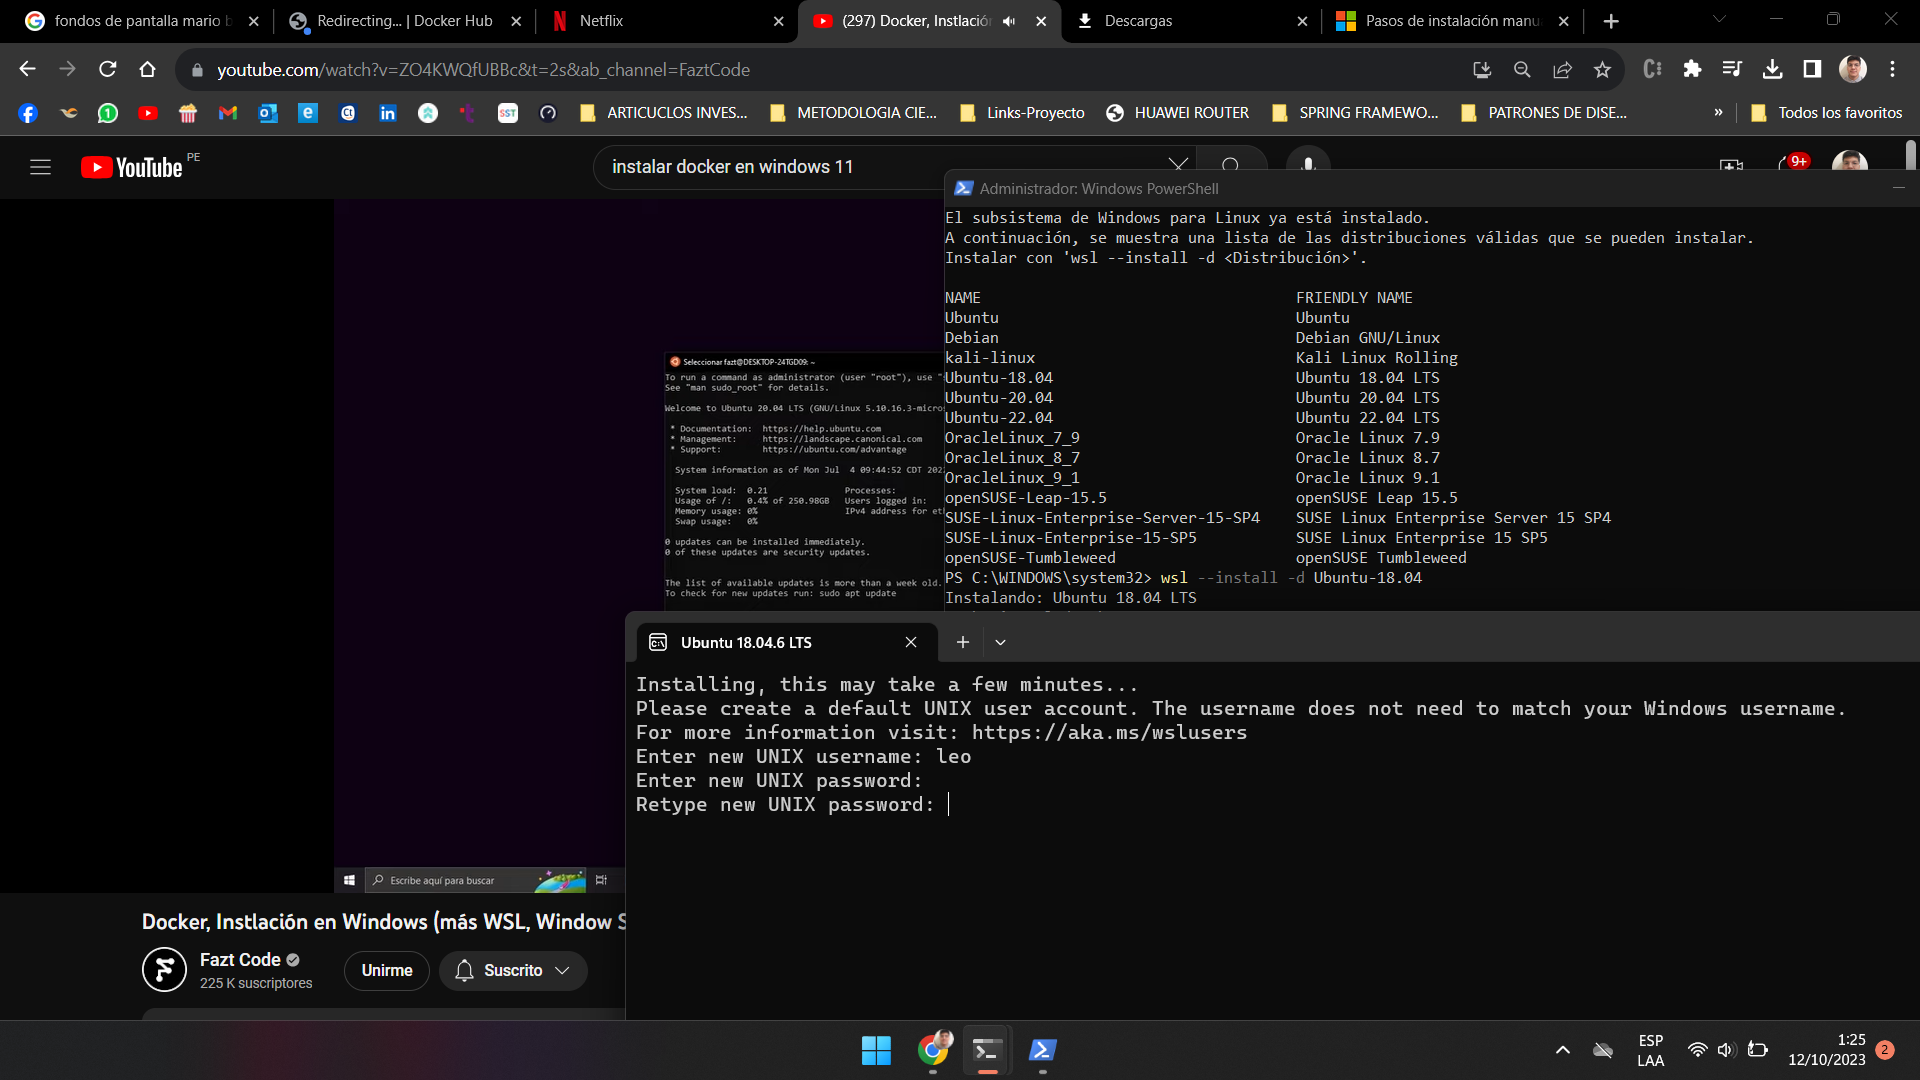 fondos de pantalla mario b
Redirecting... | Docker Hub
Netflix
(297) Docker, Instlación
Descargas
Pasos de instalación manu
youtube.com/watch?v=ZO4KWQfUBBc&t=2s&ab_channel=FaztCode
ARTICUCLOS INVES...
METODOLOGIA CIE...
Links-Proyecto
HUAWEI ROUTER
SPRING FRAMEWO...
PATRONES DE DISE...
»
Todos los favoritos
YouTube PE
instalar docker en windows 11
9+
Administrador: Windows PowerShell
El subsistema de Windows para Linux ya está instalado.
A continuación, se muestra una lista de las distribuciones válidas que se pueden instalar.
Instalar con 'wsl --install -d <Distribución>'.
NAME FRIENDLY NAME
Ubuntu Ubuntu
Debian Debian GNU/Linux
kali-linux Kali Linux Rolling
Ubuntu-18.04 Ubuntu 18.04 LTS
Ubuntu-20.04 Ubuntu 20.04 LTS
Ubuntu-22.04 Ubuntu 22.04 LTS
OracleLinux_7_9 Oracle Linux 7.9
OracleLinux_8_7 Oracle Linux 8.7
OracleLinux_9_1 Oracle Linux 9.1
openSUSE-Leap-15.5 openSUSE Leap 15.5
SUSE-Linux-Enterprise-Server-15-SP4 SUSE Linux Enterprise Server 15 SP4
SUSE-Linux-Enterprise-15-SP5 SUSE Linux Enterprise 15 SP5
openSUSE-Tumbleweed openSUSE Tumbleweed
PS C:\WINDOWS\system32> wsl --install -d Ubuntu-18.04
Instalando: Ubuntu 18.04 LTS
Seleccionar fazt@DESKTOP-24TGD09: ~
To run a command as administrator (user "root"), use "
See "man sudo_root" for details.
Welcome to Ubuntu 20.04 LTS (GNU/Linux 5.10.16.3-micro
* Documentation: https://help.ubuntu.com
* Management: https://landscape.canonical.com
* Support: https://ubuntu.com/advantage
System information as of Mon Jul 4 09:44:52 CDT 202
System load: 0.21 Processes:
Usage of /: 0.4% of 250.98GB Users logged in:
Memory usage: 0% IPv4 address for et
Swap usage: 0%
0 updates can be installed immediately.
0 of these updates are security updates.
The list of available updates is more than a week old.
To check for new updates run: sudo apt update
Ubuntu 18.04.6 LTS
Installing, this may take a few minutes...
Please create a default UNIX user account. The username does not need to match your Windows username.
For more information visit: https://aka.ms/wslusers
Enter new UNIX username: leo
Enter new UNIX password:
Retype new UNIX password:
Escribe aquí para buscar
Docker, Instlación en Windows (más WSL, Window S
Fazt Code
225 K suscriptores
Unirme
Suscrito
ESP
LAA
1:25
12/10/2023
2